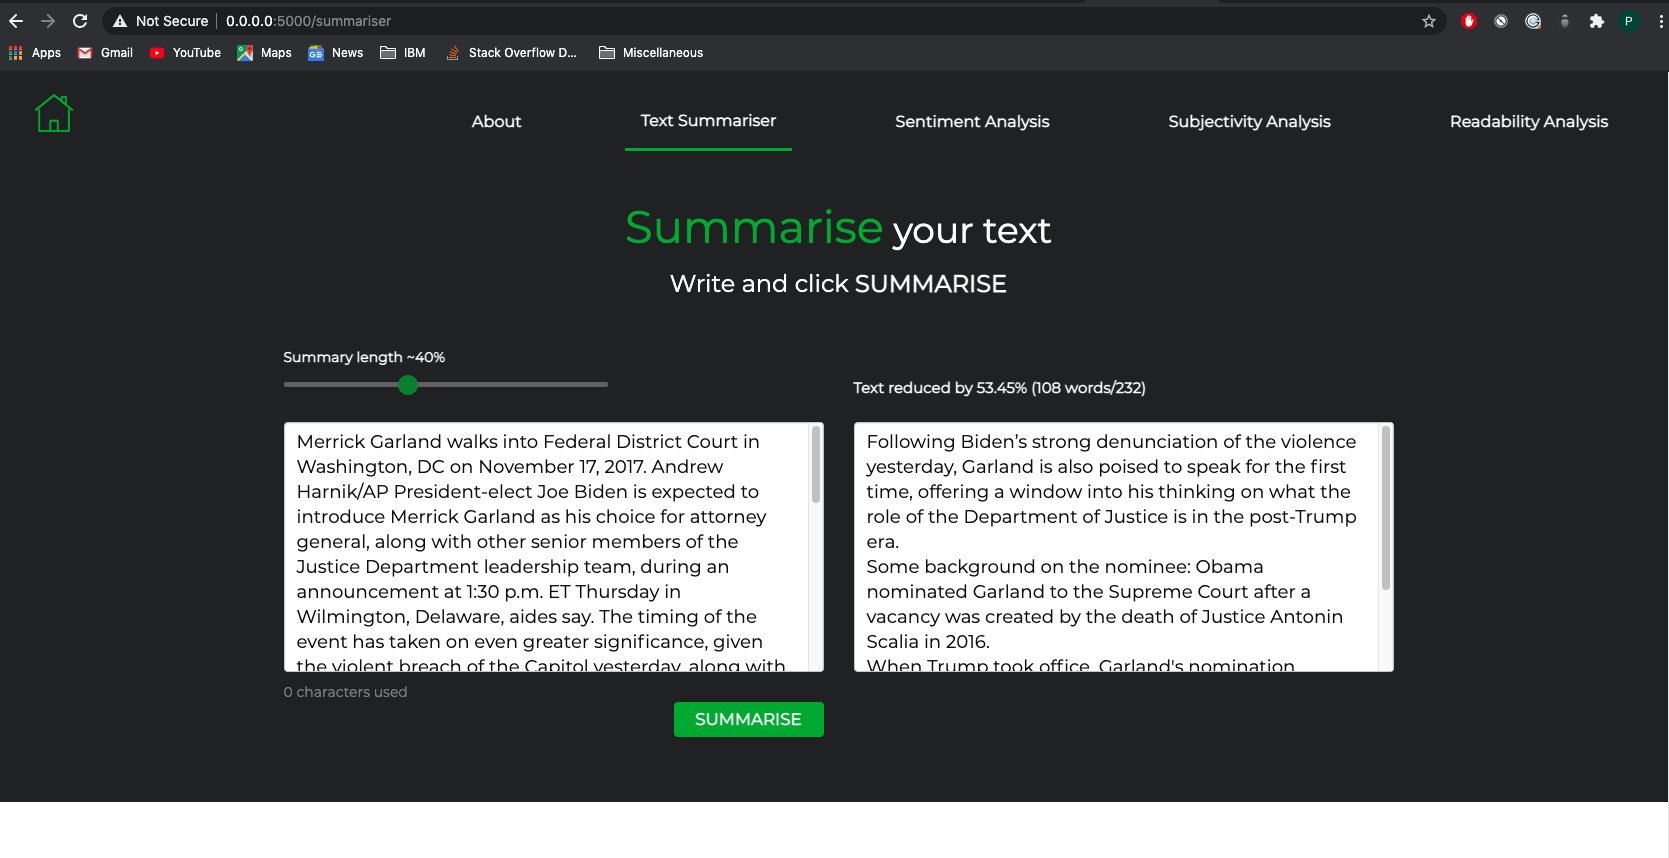 Not Secure | 0.0.0.0:5000/summariser
P
Apps Gmail YouTube Maps News IBM Stack Overflow D... Miscellaneous
About Text Summariser Sentiment Analysis Subjectivity Analysis Readability Analysis
Summarise your text
Write and click SUMMARISE
Summary length ~40%
Text reduced by 53.45% (108 words/232)
Merrick Garland walks into Federal District Court in
Washington, DC on November 17, 2017. Andrew
Harnik/AP President-elect Joe Biden is expected to
introduce Merrick Garland as his choice for attorney
general, along with other senior members of the
Justice Department leadership team, during an
announcement at 1:30 p.m. ET Thursday in
Wilmington, Delaware, aides say. The timing of the
event has taken on even greater significance, given
the violent breach of the Capitol yesterday, along with
Following Biden’s strong denunciation of the violence
yesterday, Garland is also poised to speak for the first
time, offering a window into his thinking on what the
role of the Department of Justice is in the post-Trump
era.
Some background on the nominee: Obama
nominated Garland to the Supreme Court after a
vacancy was created by the death of Justice Antonin
Scalia in 2016.
When Trump took office, Garland's nomination
0 characters used
SUMMARISE